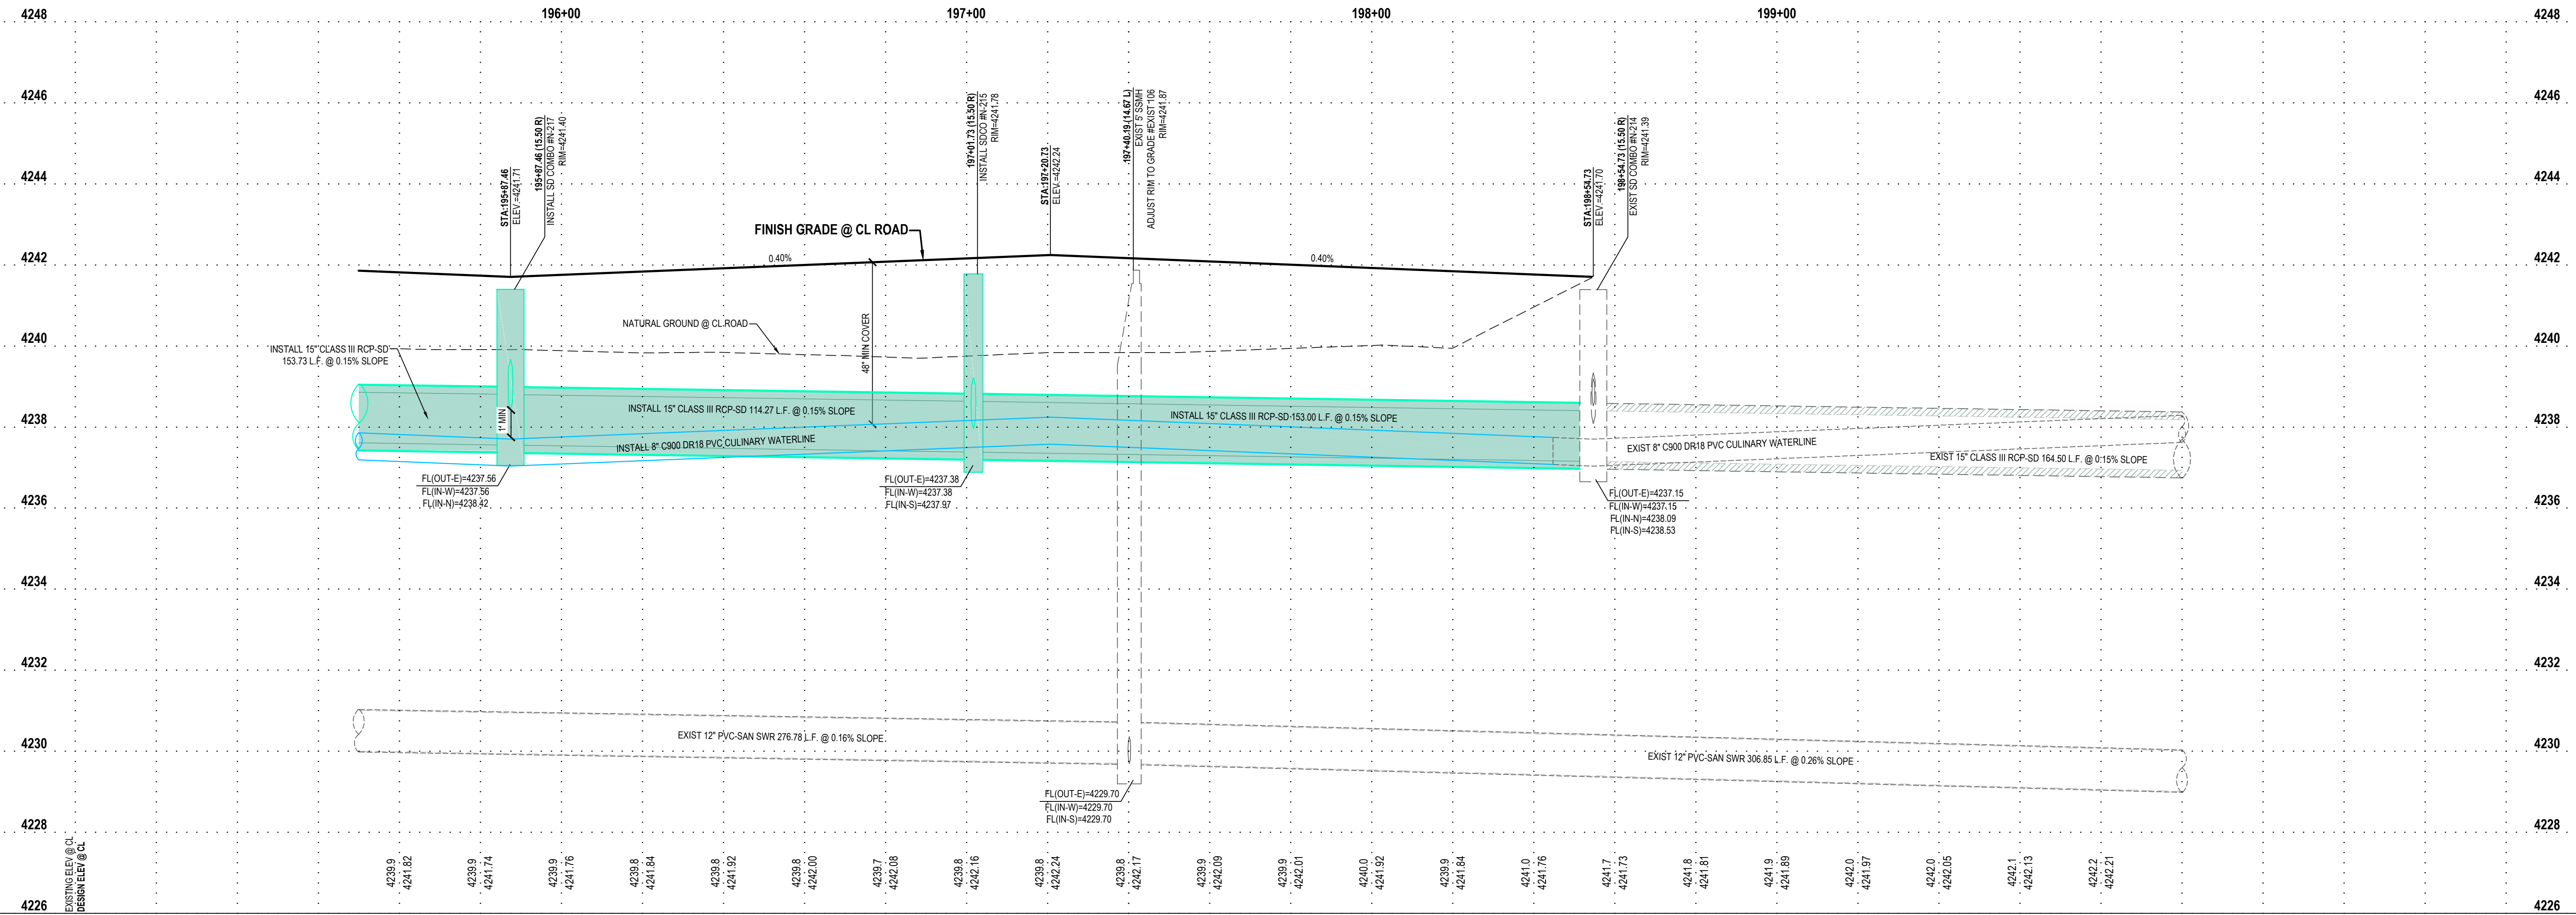 4248
196+00
197+00
198+00
199+00
4248
4246
4246
4244
4244
4242
4242
4240
4240
4238
4238
4236
4236
4234
4234
4232
4232
4230
4230
4228
4228
4226
4226
STA:195+87.46
ELEV.=4241.71
195+87.46 (15.50 R)
INSTALL SD COMBO #N-217
RIM=4241.40
197+01.73 (15.50 R)
INSTALL SDCO #N-215
RIM=4241.78
STA:197+20.73
ELEV.=4242.24
197+40.19 (14.67 L)
EXIST 5' SSMH
ADJUST RIM TO GRADE #EXIST 106
RIM=4241.87
STA:198+54.73
ELEV.=4241.70
198+54.73 (15.50 R)
EXIST SD COMBO #N-214
RIM=4241.39
FINISH GRADE @ CL ROAD
0.40%
0.40%
NATURAL GROUND @ CL ROAD
48" MIN COVER
INSTALL 15" CLASS III RCP-SD
153.73 L.F. @ 0.15% SLOPE
1' MIN
INSTALL 15" CLASS III RCP-SD 114.27 L.F. @ 0.15% SLOPE
INSTALL 15" CLASS III RCP-SD 153.00 L.F. @ 0.15% SLOPE
INSTALL 8" C900 DR18 PVC CULINARY WATERLINE
EXIST 8" C900 DR18 PVC CULINARY WATERLINE
EXIST 15" CLASS III RCP-SD 164.50 L.F. @ 0.15% SLOPE
FL(OUT-E)=4237.56
FL(IN-W)=4237.56
FL(IN-N)=4238.42
FL(OUT-E)=4237.38
FL(IN-W)=4237.38
FL(IN-S)=4237.97
FL(OUT-E)=4237.15
FL(IN-W)=4237.15
FL(IN-N)=4238.09
FL(IN-S)=4238.53
EXIST 12" PVC-SAN SWR 276.78 L.F. @ 0.16% SLOPE
EXIST 12" PVC-SAN SWR 306.85 L.F. @ 0.26% SLOPE
FL(OUT-E)=4229.70
FL(IN-W)=4229.70
FL(IN-S)=4229.70
EXISTING ELEV @ CL
DESIGN ELEV @ CL
4239.9
4241.82
4239.9
4241.74
4239.9
4241.76
4239.8
4241.84
4239.8
4241.92
4239.8
4242.00
4239.7
4242.08
4239.8
4242.16
4239.8
4242.24
4239.8
4242.17
4239.9
4242.09
4239.9
4242.01
4240.0
4241.92
4239.9
4241.84
4241.0
4241.76
4241.7
4241.73
4241.8
4241.81
4241.9
4241.89
4242.0
4241.97
4242.0
4242.05
4242.1
4242.13
4242.2
4242.21